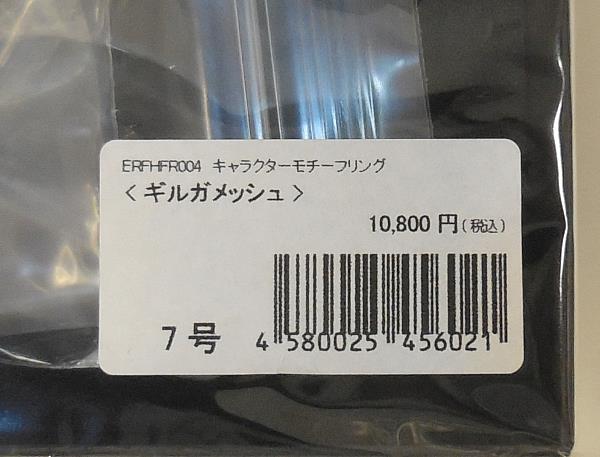 ERFHFR004 キャラクターモチーフリング
＜ギルガメッシュ＞
10,800 円(税込)
7号
4 580025 456021